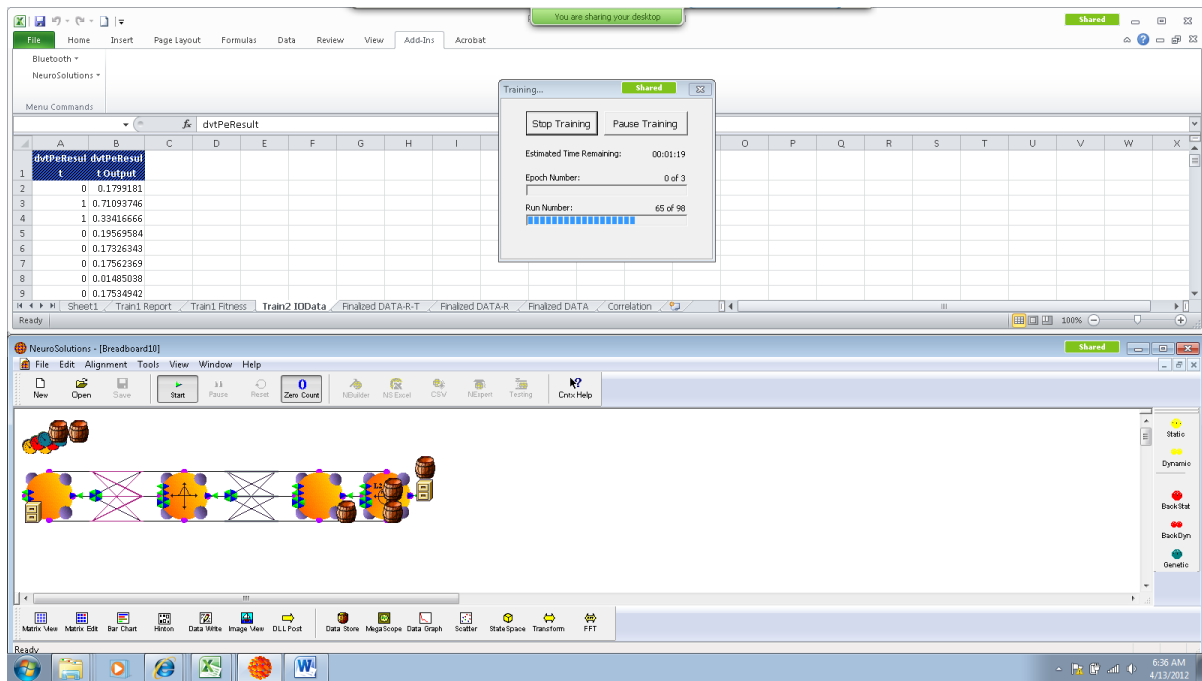 You are sharing your desktop
Shared
File Home Insert Page Layout Formulas Data Review View Add-Ins Acrobat
Bluetooth
NeuroSolutions
Menu Commands
fx dvtPeResult
Training...
Shared
Stop Training Pause Training
Estimated Time Remaining: 00:01:19
Epoch Number: 0 of 3
Run Number: 65 of 98
A B C D E F G H I O P Q R S T U V W X
dvtPeResul dvtPeResul
1 t t Output
2 0 0.1799181
3 1 0.71093746
4 1 0.33416666
5 0 0.19569584
6 0 0.17326343
7 0 0.17562369
8 0 0.01485038
9 0 0.17534942
Sheet1 Train1 Report Train1 Fitness Train2 IOData Finalized DATA-R-T Finalized DATA-R Finalized DATA Correlation
Ready 100%
NeuroSolutions - [Breadboard10]
Shared
File Edit Alignment Tools View Window Help
New Open Save Start Pause Reset Zero Count NBuilder NS Excel CSV NExpert Testing Cntx Help
Static
Dynamic
BackStat
BackDyn
Genetic
Matrix View Matrix Edit Bar Chart Hinton Data Write Image View DLL Post Data Store MegaScope Data Graph Scatter StateSpace Transform FFT
Ready
6:36 AM
4/13/2012